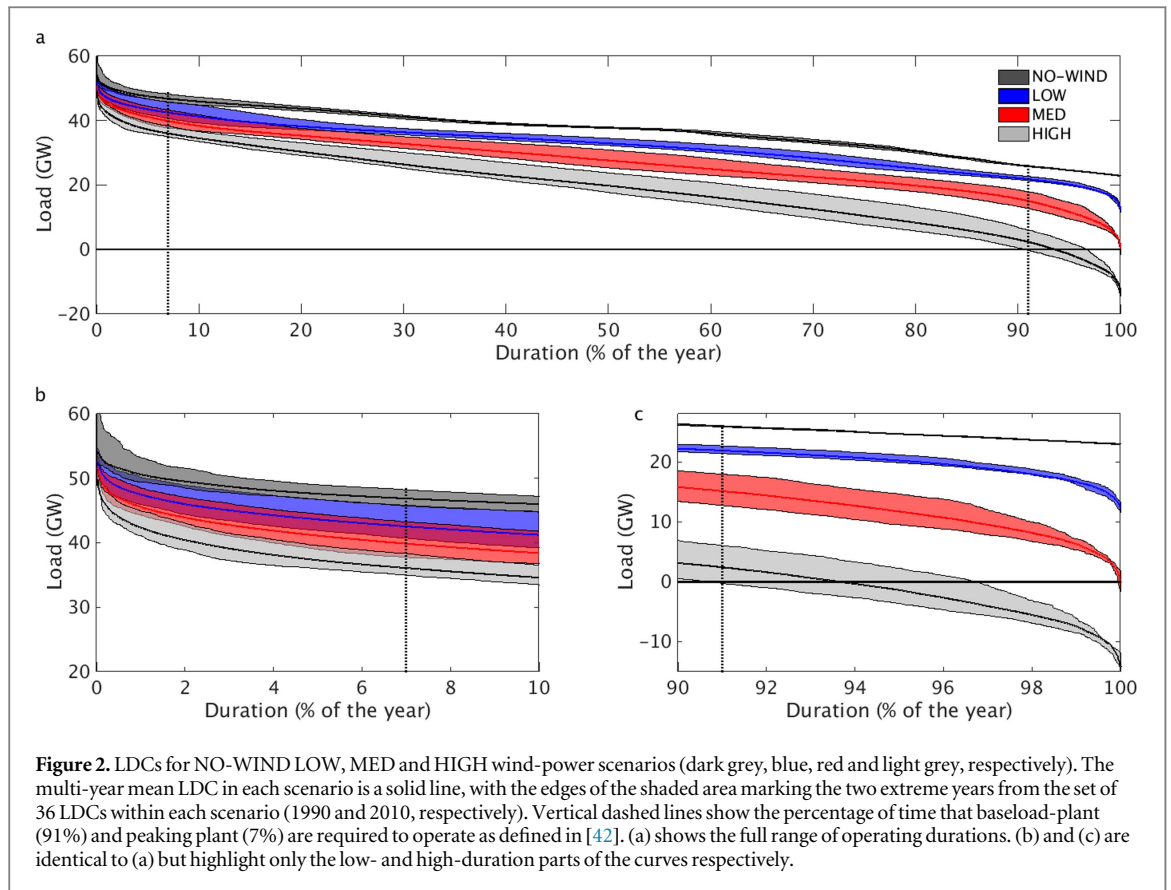 a
60
40
20
0
−20
Load (GW)
NO−WIND
LOW
MED
HIGH
0 10 20 30 40 50 60 70 80 90 100
Duration (% of the year)
b
60
50
40
30
20
Load (GW)
0 2 4 6 8 10
Duration (% of the year)
c
20
10
0
−10
Load (GW)
90 92 94 96 98 100
Duration (% of the year)
Figure 2. LDCs for NO-WIND LOW, MED and HIGH wind-power scenarios (dark grey, blue, red and light grey, respectively). The
multi-year mean LDC in each scenario is a solid line, with the edges of the shaded area marking the two extreme years from the set of
36 LDCs within each scenario (1990 and 2010, respectively). Vertical dashed lines show the percentage of time that baseload-plant
(91%) and peaking plant (7%) are required to operate as defined in [42]. (a) shows the full range of operating durations. (b) and (c) are
identical to (a) but highlight only the low- and high-duration parts of the curves respectively.